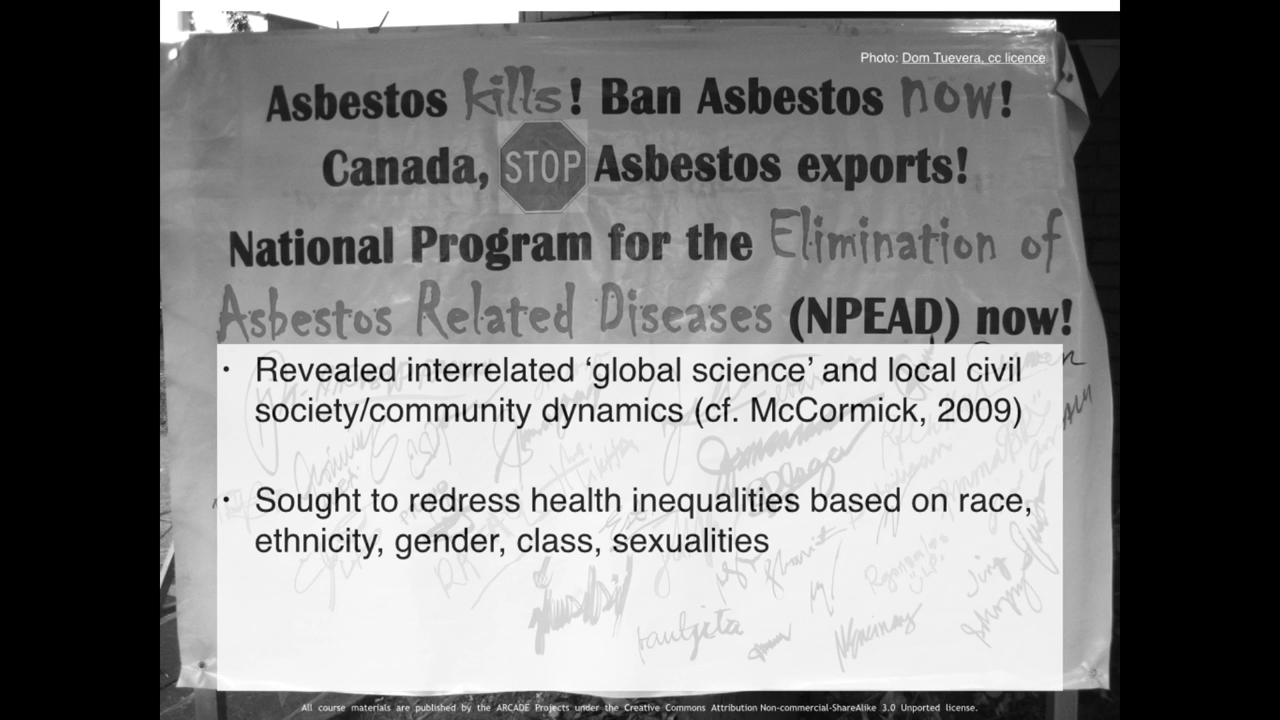 Photo: Dom Tuevera, cc licence
Asbestos kills! Ban Asbestos now!
Canada, STOP Asbestos exports!
National Program for the Elimination of
Asbestos Related Diseases (NPEAD) now!
• Revealed interrelated ‘global science’ and local civil
society/community dynamics (cf. McCormick, 2009)
• Sought to redress health inequalities based on race,
ethnicity, gender, class, sexualities
All course materials are published by the ARCADE Projects under the Creative Commons Attribution Non-commercial-ShareAlike 3.0 Unported license.